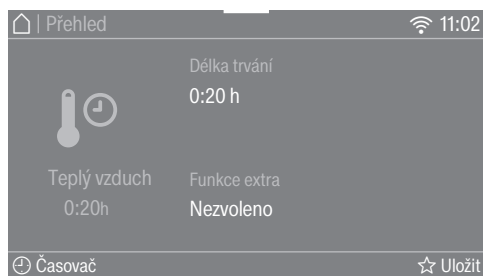 | Přehled 11:02
Délka trvání
0:20 h
Teplý vzduch
0:20h
Funkce extra
Nezvoleno
Časovač Uložit